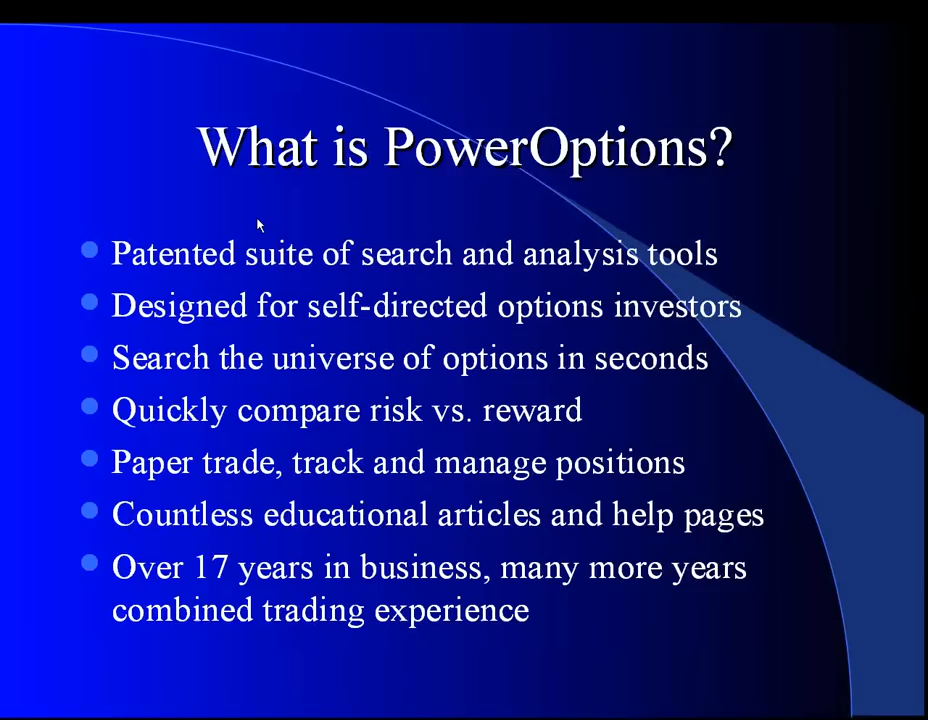 What is PowerOptions?
Patented suite of search and analysis tools
Designed for self-directed options investors
Search the universe of options in seconds
Quickly compare risk vs. reward
Paper trade, track and manage positions
Countless educational articles and help pages
Over 17 years in business, many more years
combined trading experience